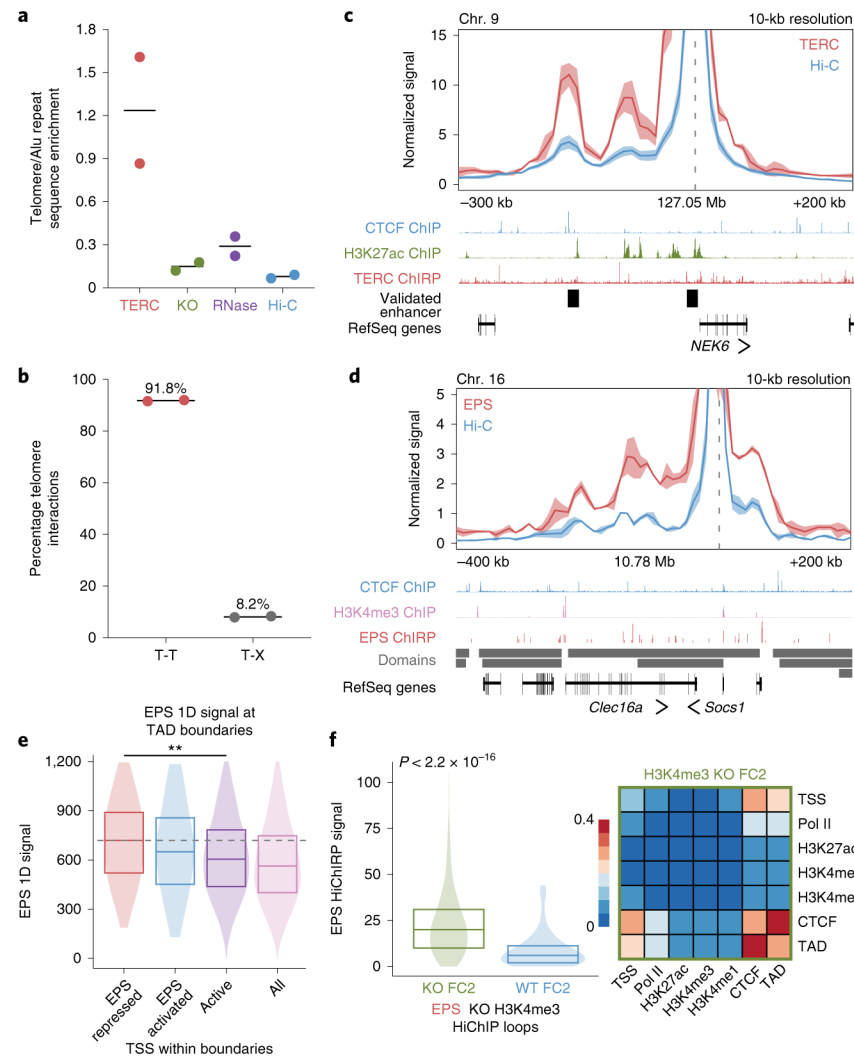 a
Telomere/Alu repeat
sequence enrichment
1.8
1.5
1.2
0.9
0.6
0.3
0
TERC
KO
RNase
Hi-C
b
Percentage telomere
interactions
100
80
60
40
20
0
91.8%
8.2%
T-T
T-X
c
Chr. 9
10-kb resolution
Normalized signal
15
10
5
0
TERC
Hi-C
−300 kb
127.05 Mb
+200 kb
CTCF ChIP
H3K27ac ChIP
TERC ChIRP
Validated
enhancer
RefSeq genes
NEK6 >
d
Chr. 16
10-kb resolution
Normalized signal
5
4
3
2
1
0
EPS
Hi-C
−400 kb
10.78 Mb
+200 kb
CTCF ChIP
H3K4me3 ChIP
EPS ChIRP
Domains
RefSeq genes
Clec16a > < Socs1
e
EPS 1D signal at
TAD boundaries
**
EPS 1D signal
1,200
900
600
300
0
EPS
repressed
EPS
activated
Active
All
TSS within boundaries
f
P < 2.2 × 10−16
EPS HiChIRP signal
100
75
50
25
0
KO FC2
WT FC2
EPS KO H3K4me3
HiChIP loops
H3K4me3 KO FC2
0.4
0
TSS
Pol II
H3K27ac
H3K4me
H3K4me
CTCF
TAD
TSS
Pol II
H3K27ac
H3K4me3
H3K4me1
CTCF
TAD